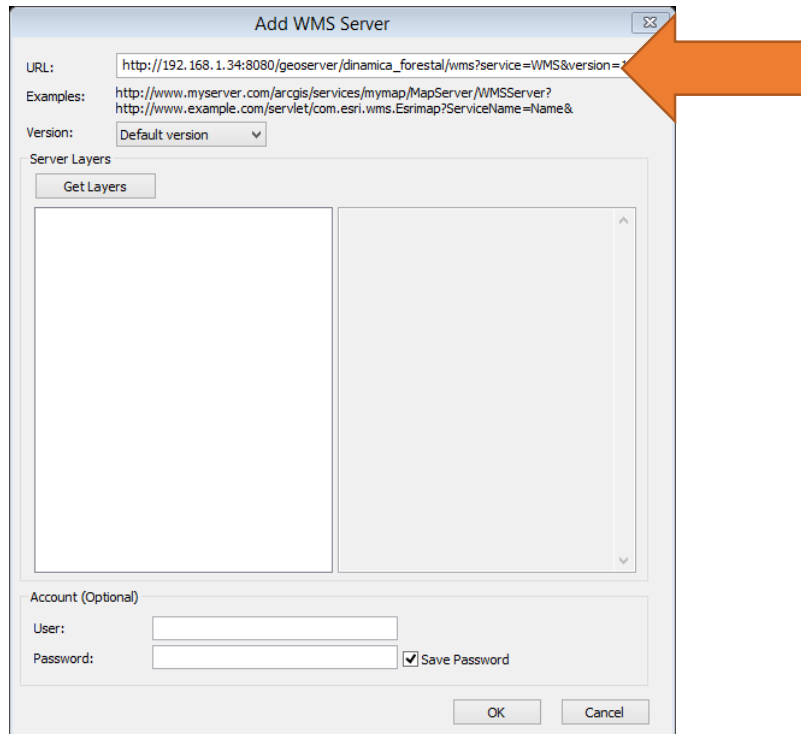 Add WMS Server
URL: http://192.168.1.34:8080/geoserver/dinamica_forestal/wms?service=WMS&version=1
Examples: http://www.myserver.com/arcgis/services/mymap/MapServer/WMSServer?
http://www.example.com/servlet/com.esri.wms.Esrimap?ServiceName=Name&
Version: Default version
Server Layers
Get Layers
Account (Optional)
User:
Password: Save Password
OK Cancel